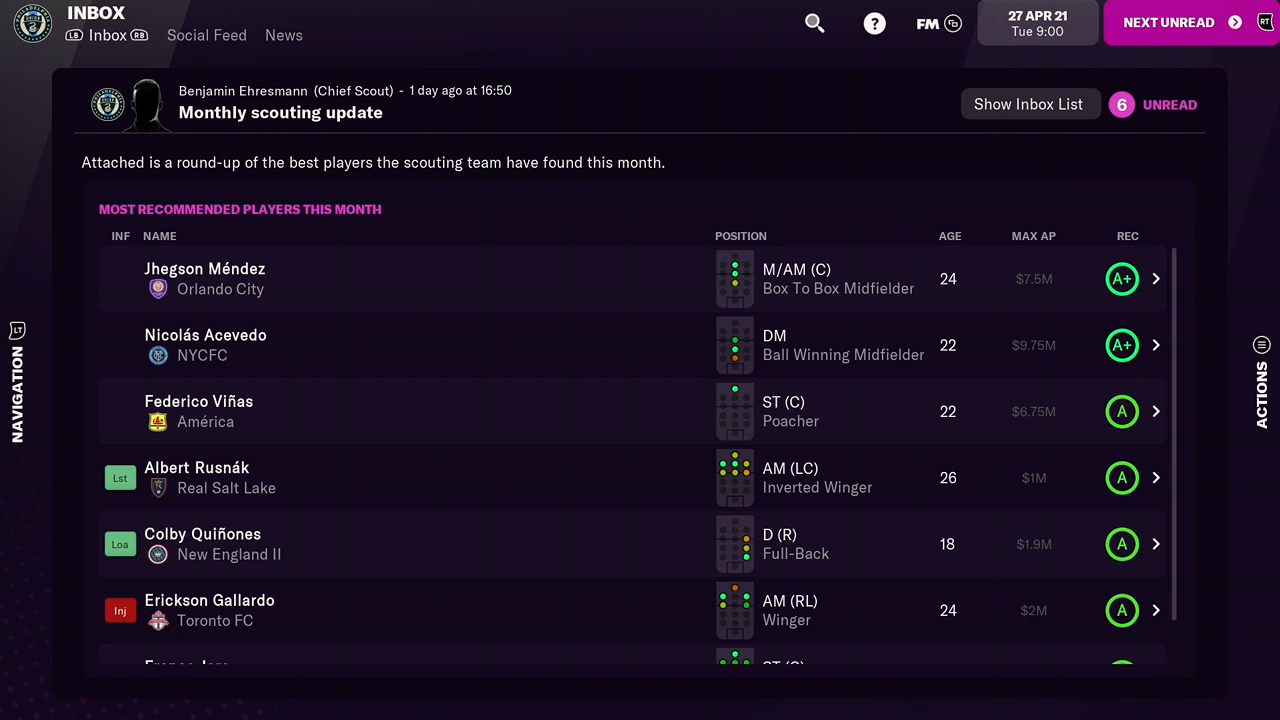 INBOX
LB Inbox RB Social Feed News
FM
27 APR 21
Tue 9:00
NEXT UNREAD RT
Benjamin Ehresmann (Chief Scout) - 1 day ago at 16:50
Monthly scouting update
Show Inbox List 6 UNREAD
Attached is a round-up of the best players the scouting team have found this month.
MOST RECOMMENDED PLAYERS THIS MONTH
INF NAME POSITION AGE MAX AP REC
Jhegson Méndez
Orlando City
M/AM (C)
Box To Box Midfielder
24 $7.5M A+
Nicolás Acevedo
NYCFC
DM
Ball Winning Midfielder
22 $9.75M A+
Federico Viñas
América
ST (C)
Poacher
22 $6.75M A
Lst
Albert Rusnák
Real Salt Lake
AM (LC)
Inverted Winger
26 $1M A
Loa
Colby Quiñones
New England II
D (R)
Full-Back
18 $1.9M A
Inj
Erickson Gallardo
Toronto FC
AM (RL)
Winger
24 $2M A
LT
NAVIGATION
ACTIONS